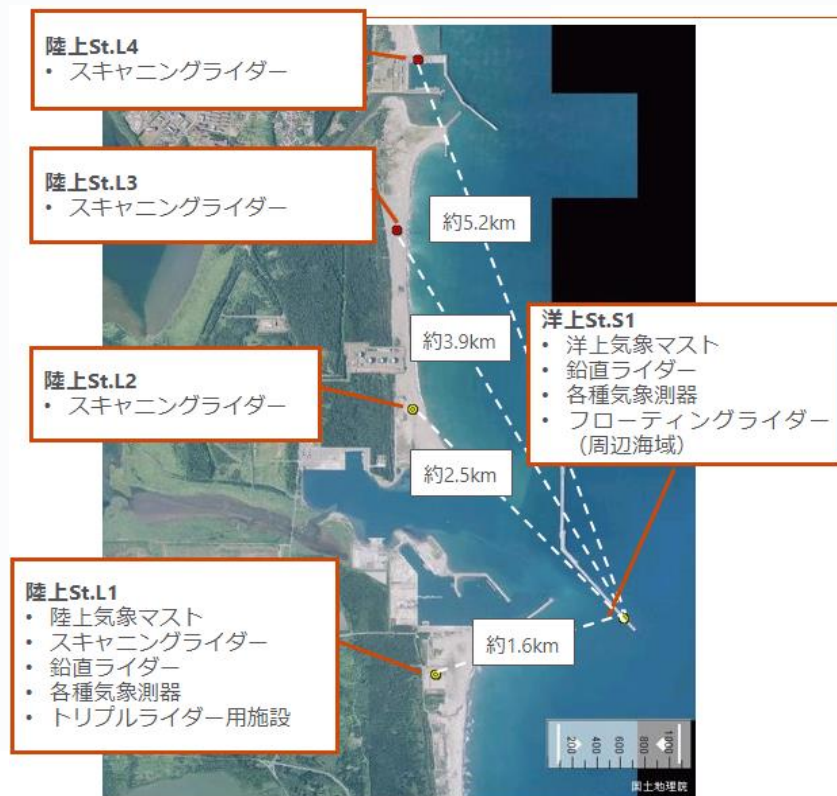 陸上St.L4
• スキャニングライダー
陸上St.L3
• スキャニングライダー
約5.2km
洋上St.S1
• 洋上気象マスト
• 鉛直ライダー
• 各種気象測器
• フローティングライダー
（周辺海域）
約3.9km
陸上St.L2
• スキャニングライダー
約2.5km
陸上St.L1
• 陸上気象マスト
• スキャニングライダー
• 鉛直ライダー
• 各種気象測器
• トリプルライダー用施設
約1.6km
200 400 600 800 1000
国土地理院